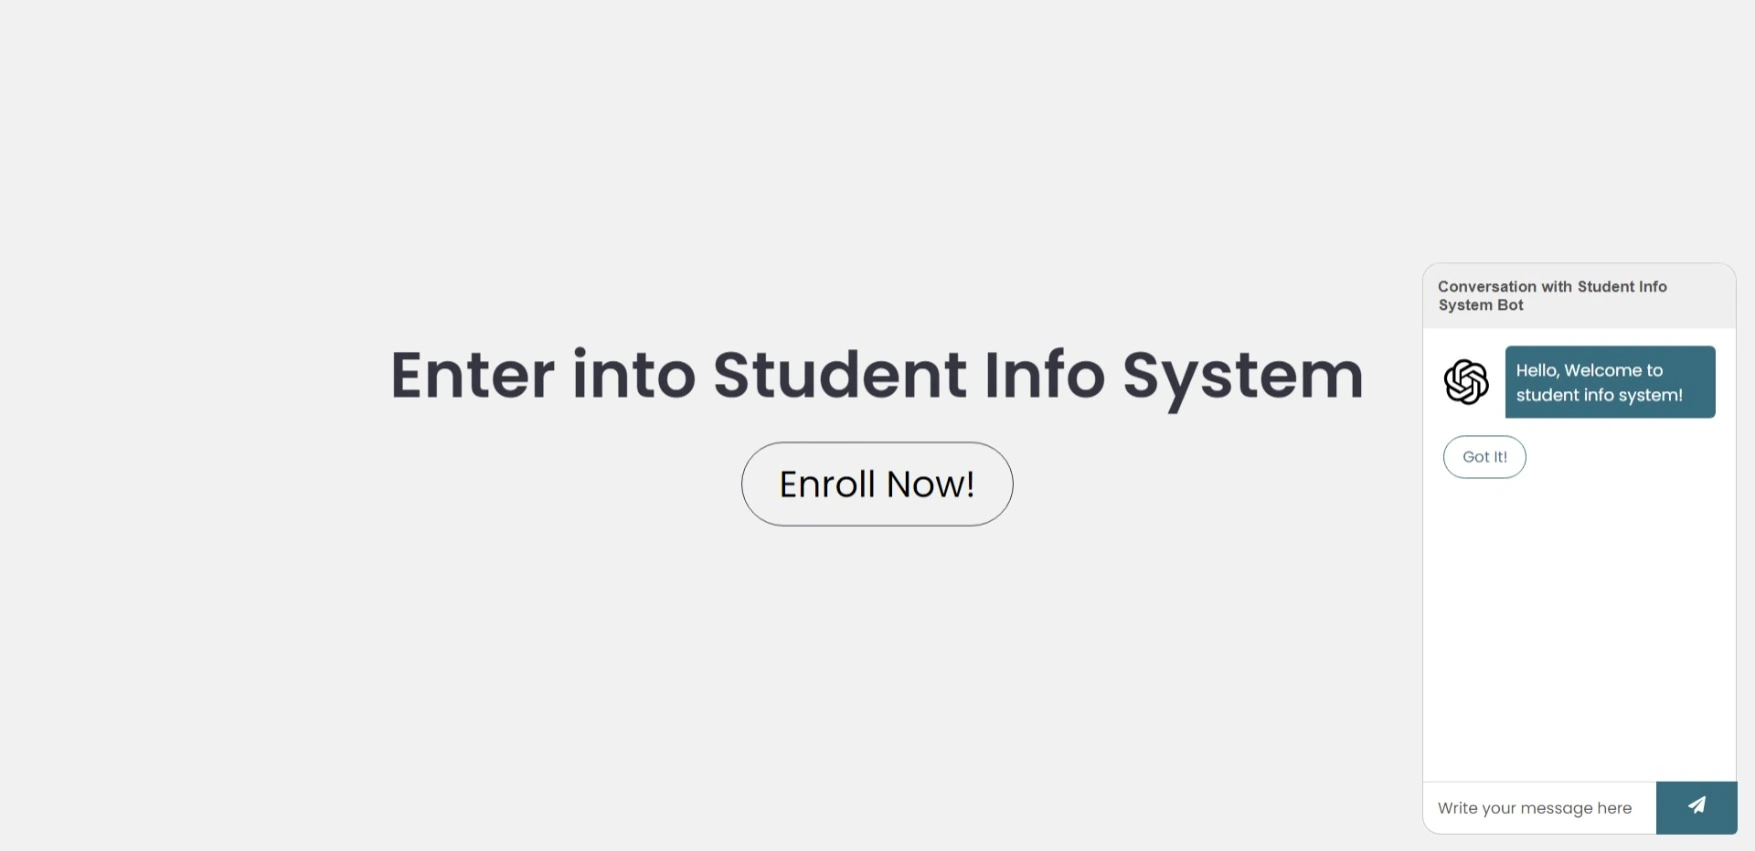 Enter into Student Info System
Enroll Now!
Conversation with Student Info
System Bot
Hello, Welcome to
student info system!
Got It!
Write your message here